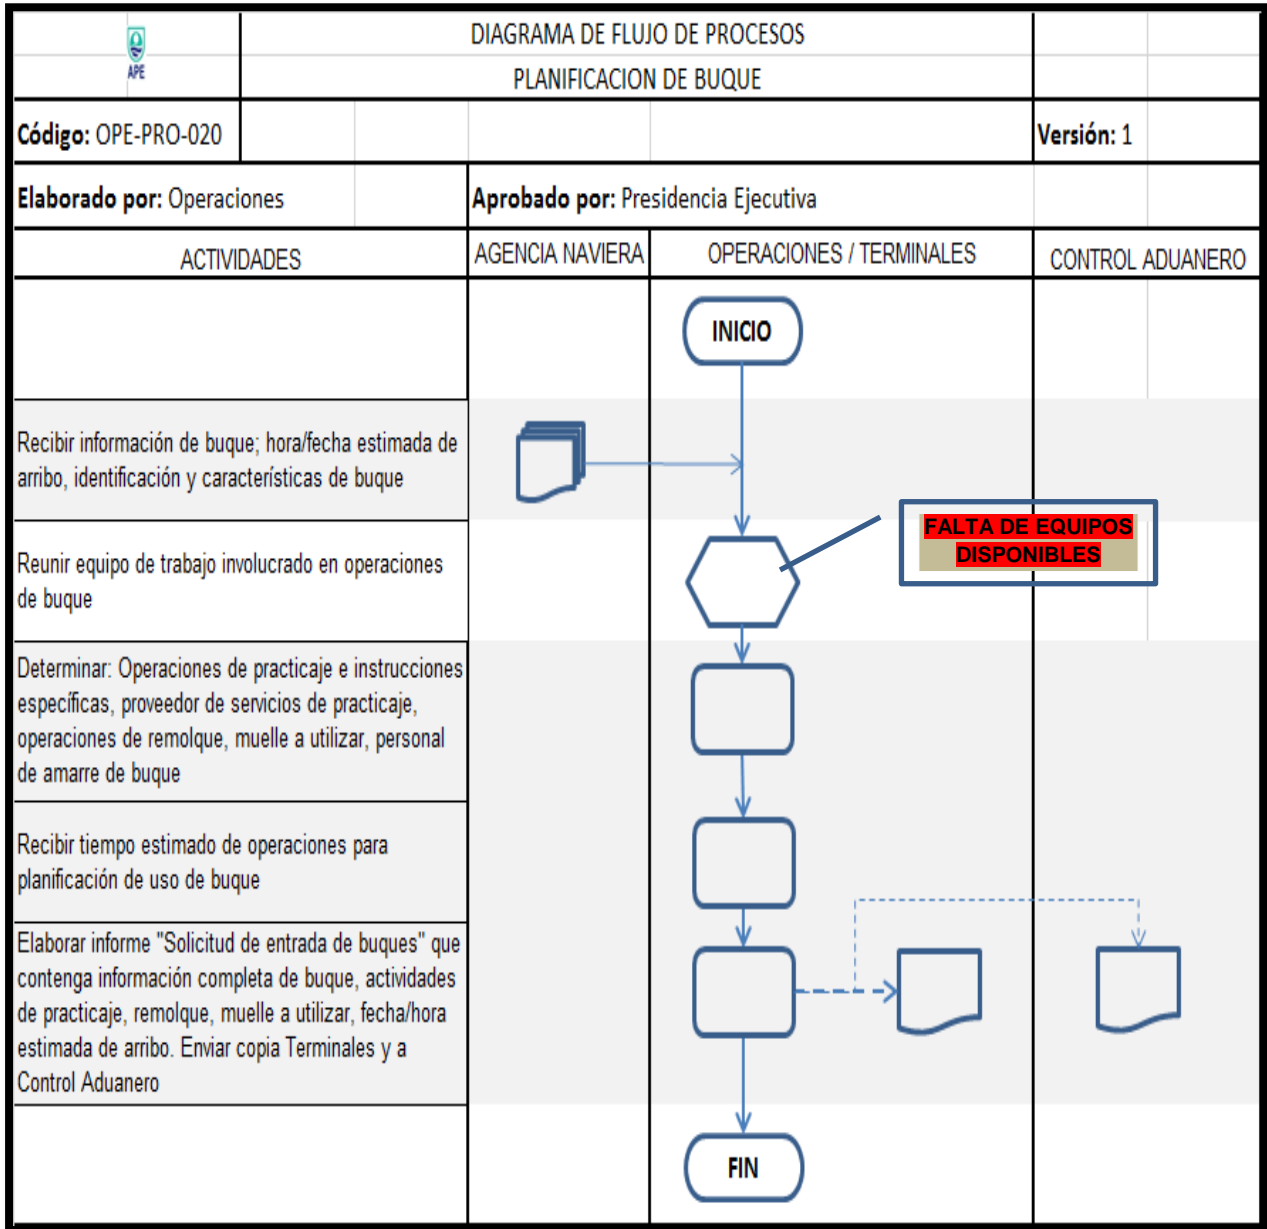 APE
DIAGRAMA DE FLUJO DE PROCESOS
PLANIFICACION DE BUQUE
Código: OPE-PRO-020
Versión: 1
Elaborado por: Operaciones
Aprobado por: Presidencia Ejecutiva
ACTIVIDADES
AGENCIA NAVIERA
OPERACIONES / TERMINALES
CONTROL ADUANERO
INICIO
Recibir información de buque; hora/fecha estimada de
arribo, identificación y características de buque
FALTA DE EQUIPOS
DISPONIBLES
Reunir equipo de trabajo involucrado en operaciones
de buque
Determinar: Operaciones de practicaje e instrucciones
específicas, proveedor de servicios de practicaje,
operaciones de remolque, muelle a utilizar, personal
de amarre de buque
Recibir tiempo estimado de operaciones para
planificación de uso de buque
Elaborar informe "Solicitud de entrada de buques" que
contenga información completa de buque, actividades
de practicaje, remolque, muelle a utilizar, fecha/hora
estimada de arribo. Enviar copia Terminales y a
Control Aduanero
FIN